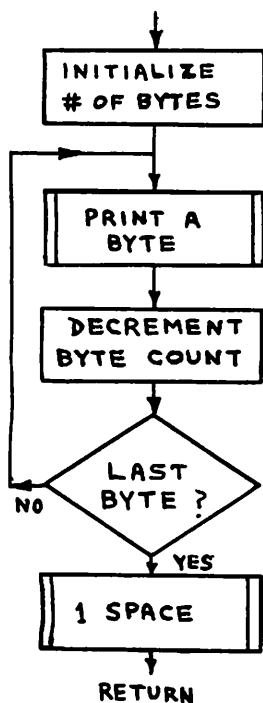 INITIALIZE
# OF BYTES
PRINT A
BYTE
DECREMENT
BYTE COUNT
LAST
BYTE ?
NO
YES
1 SPACE
RETURN